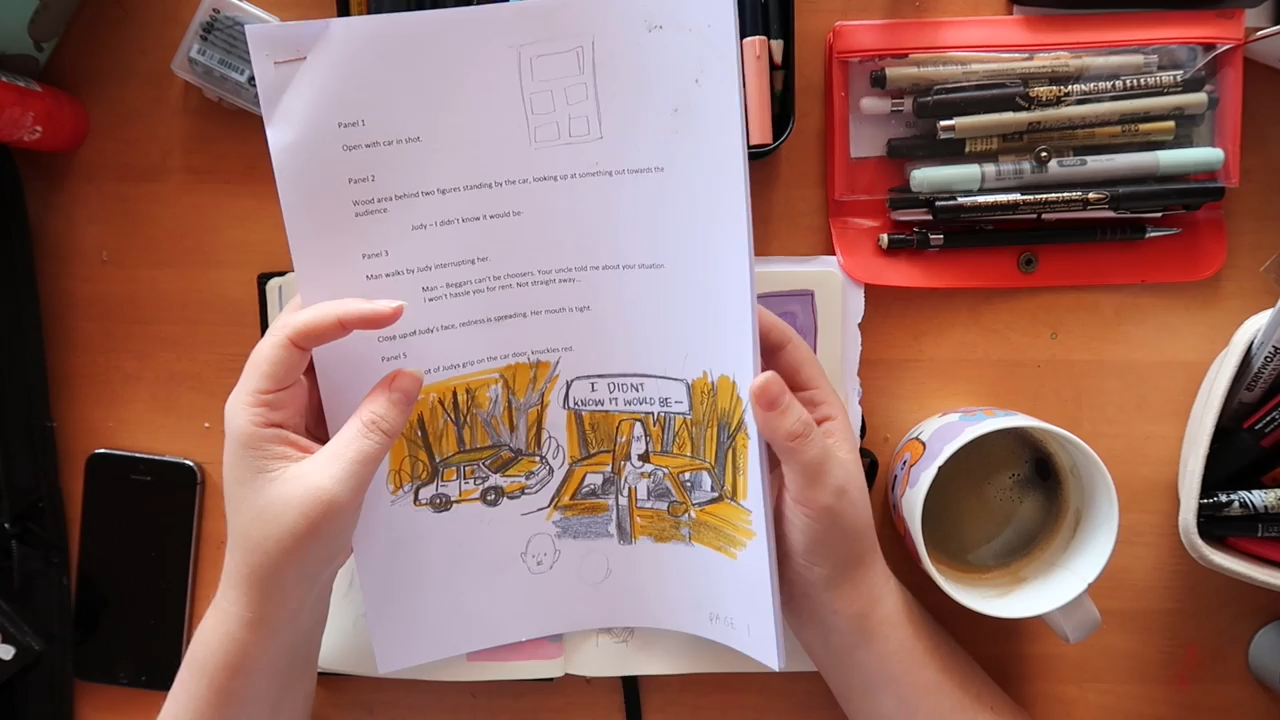 Panel 1
Open with car in shot.
Panel 2
Wood area behind two figures standing by the car, looking up at something out towards the
audience.
Judy – I didn't know it would be-
Panel 3
Man walks by Judy interrupting her.
Man – Beggars can't be choosers. Your uncle told me about your situation.
I won't hassle you for rent. Not straight away...
Close up of Judy's face, redness is spreading. Her mouth is tight.
Panel 5
ot of Judys grip on the car door, knuckles red.
I DIDNT
KNOW IT WOULD BE—
PAGE 1
MANGAKA FLEXIBLE
PROMARKER